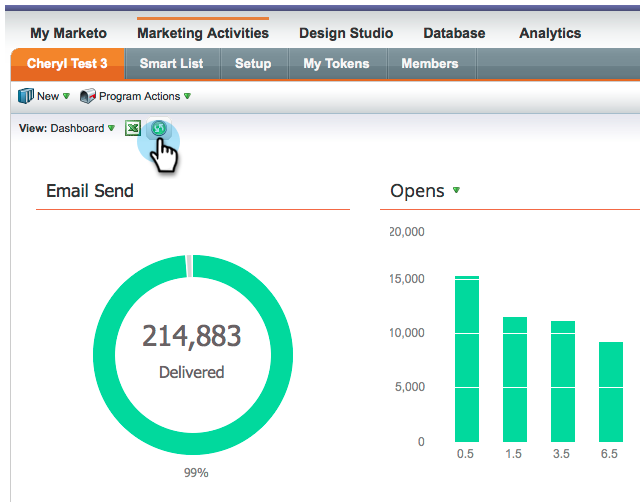 My Marketo Marketing Activities Design Studio Database Analytics
Cheryl Test 3 Smart List Setup My Tokens Members
New Program Actions
View: Dashboard
Email Send
214,883
Delivered
99%
Opens
20,000
15,000
10,000
5,000
0
0.5 1.5 3.5 6.5